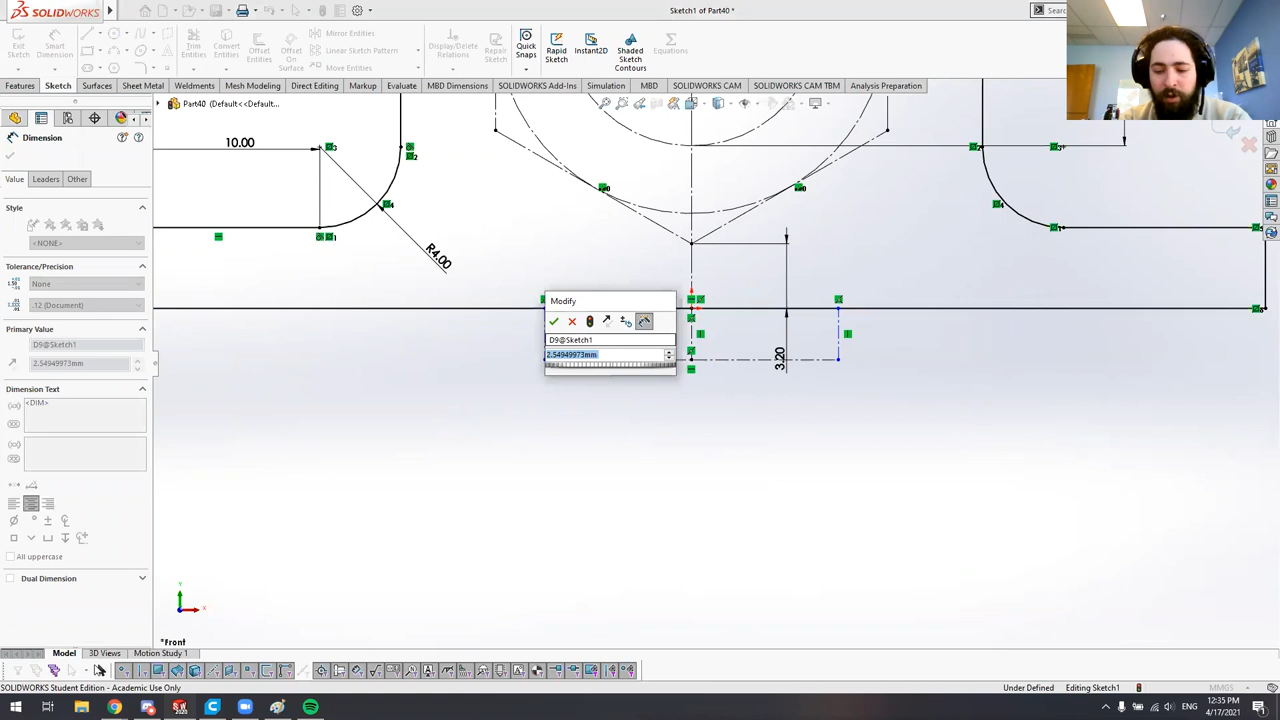 SOLIDWORKS
Sketch1 of Part40 *
Exit Sketch
Smart Dimension
Trim Entities
Convert Entities
Offset Entities
Offset On Surface
Mirror Entities
Linear Sketch Pattern
Move Entities
Display/Delete Relations
Repair Sketch
Quick Snaps
Rapid Sketch
Instant2D
Shaded Sketch Contours
Equations
Features
Sketch
Surfaces
Sheet Metal
Weldments
Mesh Modeling
Direct Editing
Markup
Evaluate
MBD Dimensions
SOLIDWORKS Add-Ins
Simulation
MBD
SOLIDWORKS CAM
SOLIDWORKS CAM TBM
Analysis Preparation
Part40 (Default<<Default...
Dimension
Value
Leaders
Other
Style
<NONE>
Tolerance/Precision
None
.12 (Document)
Primary Value
D9@Sketch1
2.54949973mm
Dimension Text
<DIM>
All uppercase
Dual Dimension
10.00
R4.00
3.20
Modify
D9@Sketch1
2.54949973mm
*Front
Model
3D Views
Motion Study 1
SOLIDWORKS Student Edition - Academic Use Only
Under Defined
Editing Sketch1
MMGS
ENG
12:35 PM
4/17/2021